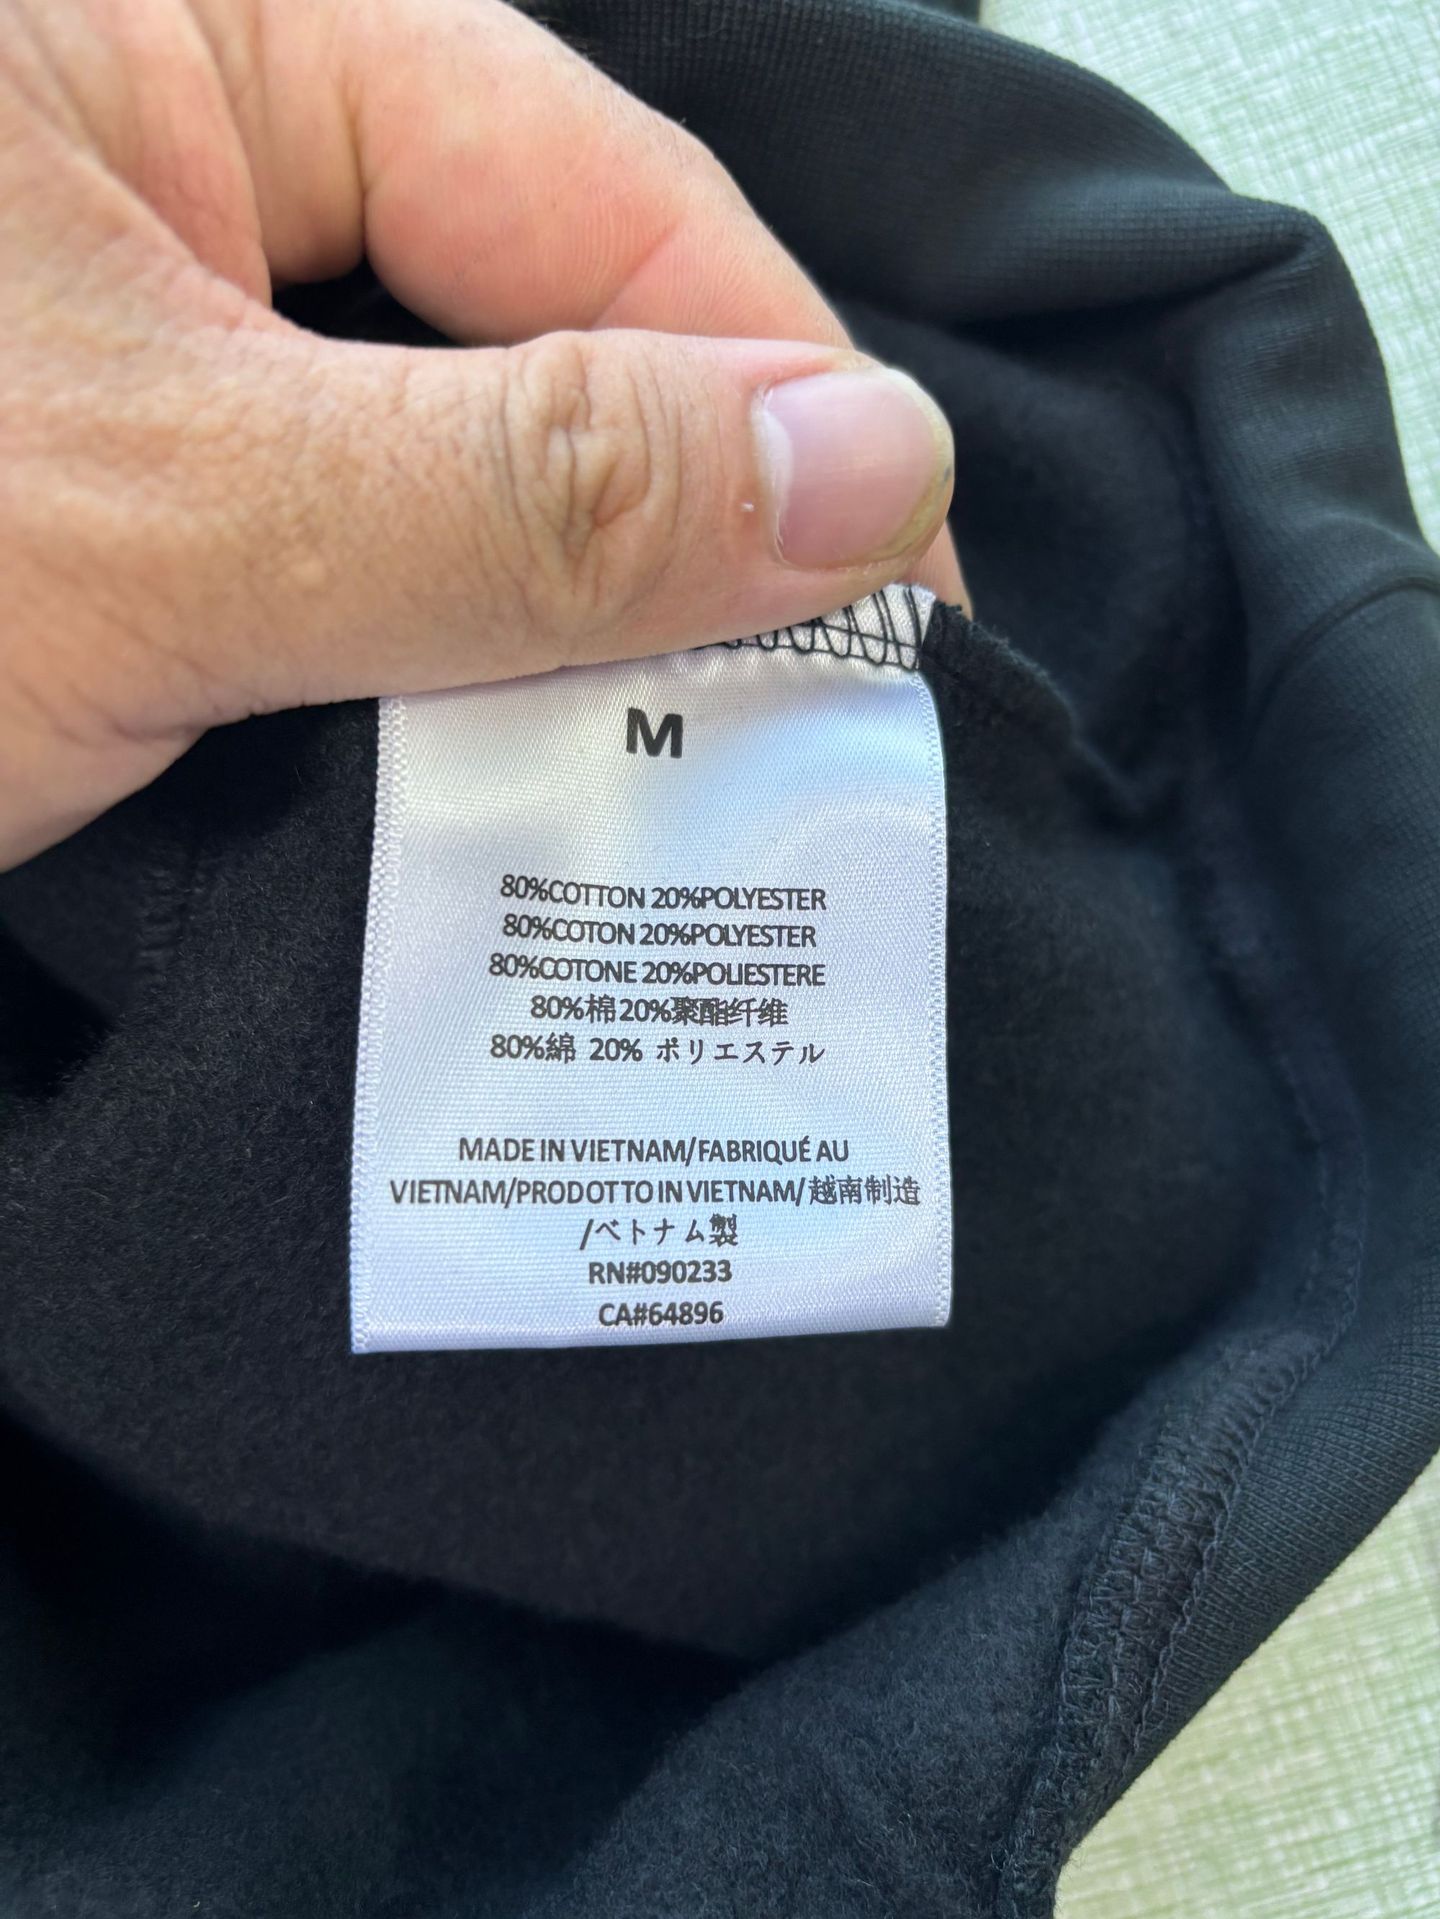 M
80%COTTON 20%POLYESTER
80%COTON 20%POLYESTER
80%COTONE 20%POLIESTERE
80%棉20%聚酯纤维
80%綿 20% ポリエステル
MADE IN VIETNAM/FABRIQUÉ AU
VIETNAM/PRODOTTO IN VIETNAM/越南制造
/ベトナム製
RN#090233
CA#64896